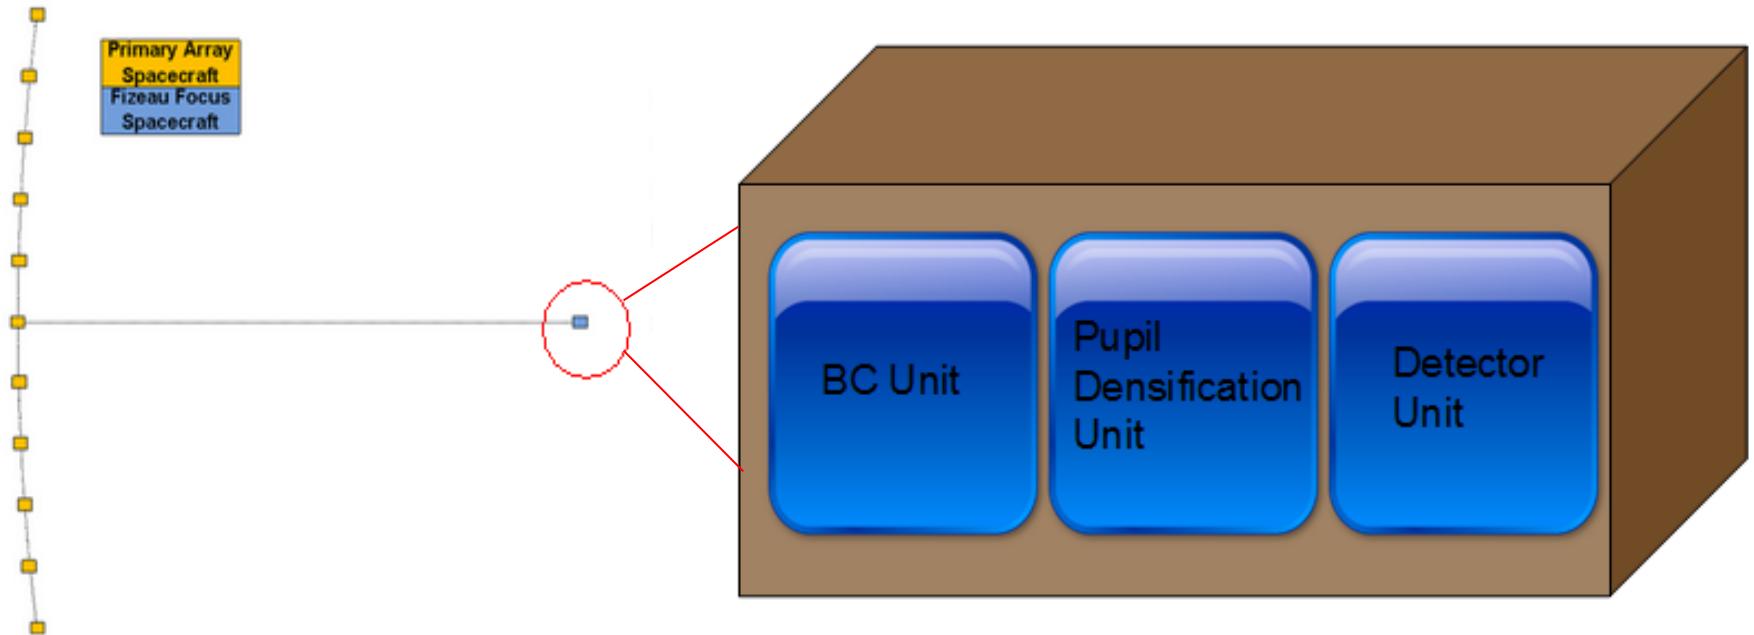 Primary Array
Spacecraft
Fizeau Focus
Spacecraft
BC Unit
Pupil
Densification
Unit
Detector
Unit